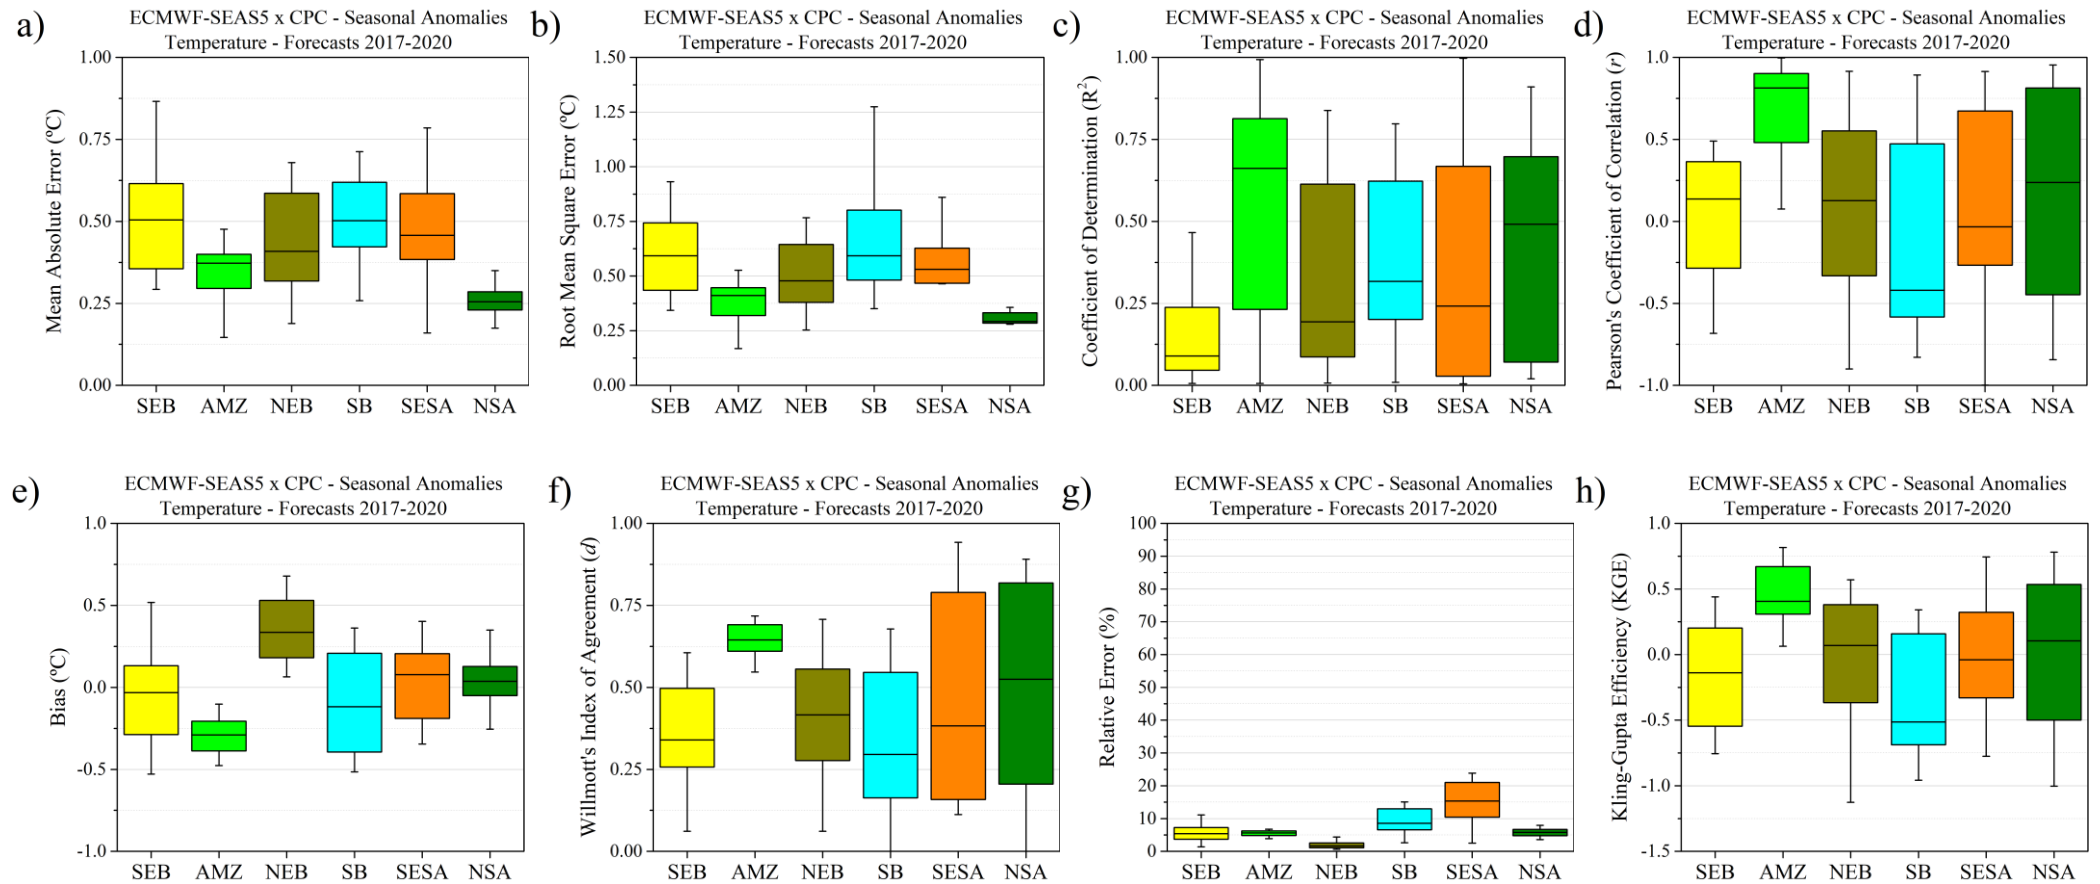 a)
ECMWF-SEAS5 x CPC - Seasonal Anomalies
Temperature - Forecasts 2017-2020
Mean Absolute Error (ºC)
1.00
0.75
0.50
0.25
0.00
SEB AMZ NEB SB SESA NSA
b)
ECMWF-SEAS5 x CPC - Seasonal Anomalies
Temperature - Forecasts 2017-2020
Root Mean Square Error (ºC)
1.50
1.25
1.00
0.75
0.50
0.25
0.00
SEB AMZ NEB SB SESA NSA
c)
ECMWF-SEAS5 x CPC - Seasonal Anomalies
Temperature - Forecasts 2017-2020
Coefficient of Determination (R²)
1.00
0.75
0.50
0.25
0.00
SEB AMZ NEB SB SESA NSA
d)
ECMWF-SEAS5 x CPC - Seasonal Anomalies
Temperature - Forecasts 2017-2020
Pearson's Coefficient of Correlation (r)
1.0
0.5
0.0
-0.5
-1.0
SEB AMZ NEB SB SESA NSA
e)
ECMWF-SEAS5 x CPC - Seasonal Anomalies
Temperature - Forecasts 2017-2020
Bias (ºC)
1.0
0.5
0.0
-0.5
-1.0
SEB AMZ NEB SB SESA NSA
f)
ECMWF-SEAS5 x CPC - Seasonal Anomalies
Temperature - Forecasts 2017-2020
Willmott's Index of Agreement (d)
1.00
0.75
0.50
0.25
0.00
SEB AMZ NEB SB SESA NSA
g)
ECMWF-SEAS5 x CPC - Seasonal Anomalies
Temperature - Forecasts 2017-2020
Relative Error (%)
100
90
80
70
60
50
40
30
20
10
0
SEB AMZ NEB SB SESA NSA
h)
ECMWF-SEAS5 x CPC - Seasonal Anomalies
Temperature - Forecasts 2017-2020
Kling-Gupta Efficiency (KGE)
1.0
0.5
0.0
-0.5
-1.0
-1.5
SEB AMZ NEB SB SESA NSA